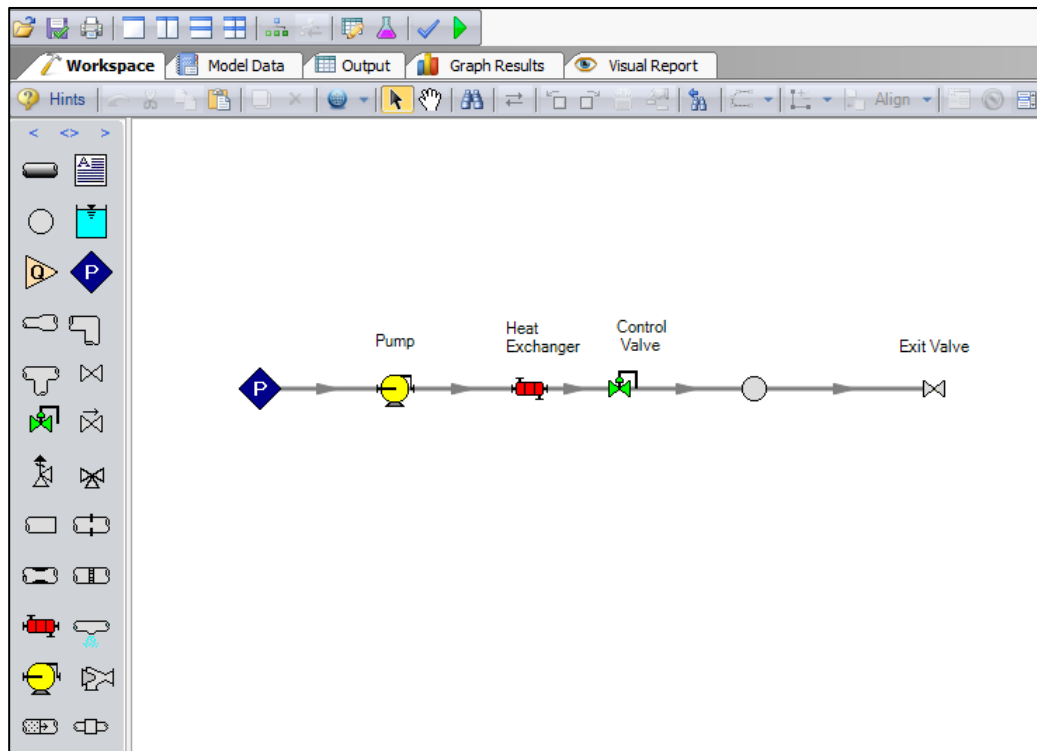 Workspace Model Data Output Graph Results Visual Report
Hints Align
< <> >
A
Q P
Pump
Heat
Exchanger
Control
Valve
Exit Valve
P